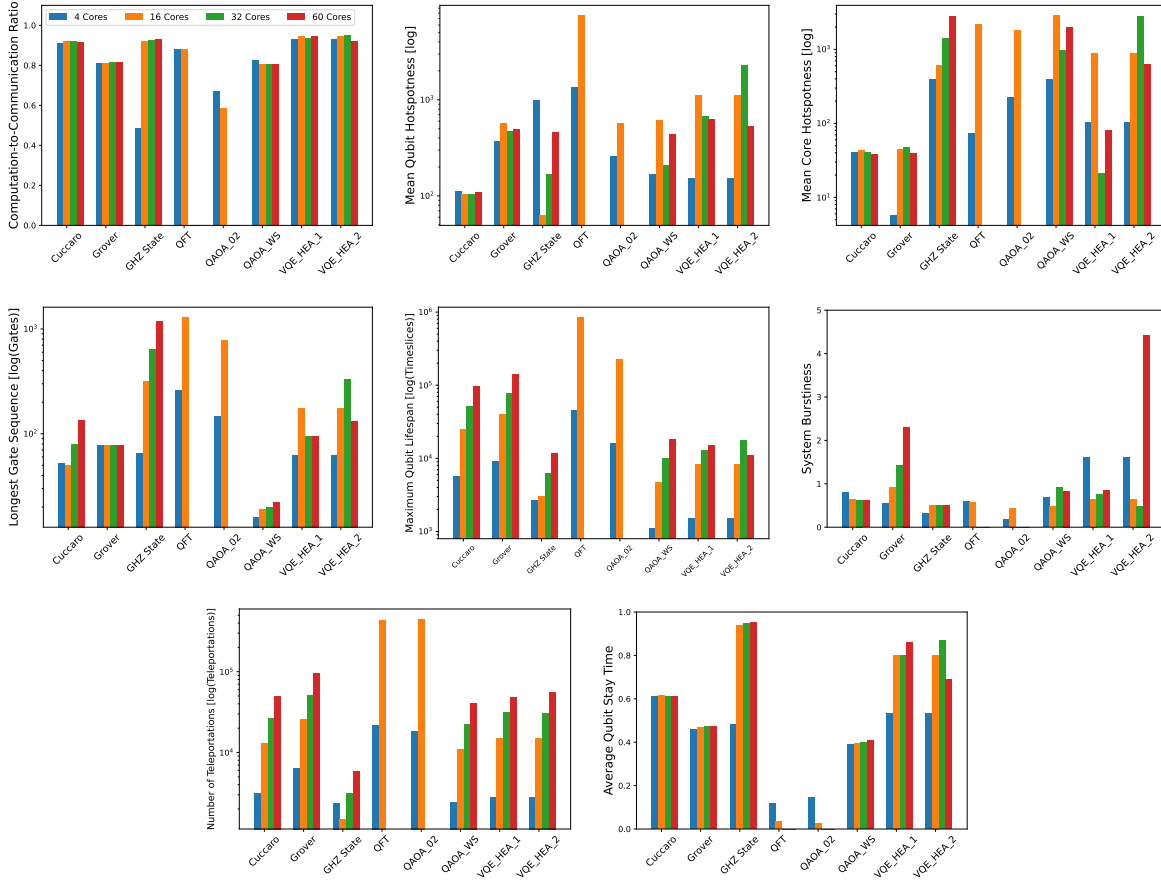 4 Cores 16 Cores 32 Cores 60 Cores
Computation-to-Communication Ratio
0.0
0.2
0.4
0.6
0.8
1.0
Cuccaro Grover GHZ State QFT QAOA_02 QAOA_WS VQE_HEA_1 VQE_HEA_2
Mean Qubit Hotspotness [log]
10³
10²
Cuccaro Grover GHZ State QFT QAOA_02 QAOA_WS VQE_HEA_1 VQE_HEA_2
Mean Core Hotspotness [log]
10³
10²
10¹
Cuccaro Grover GHZ State QFT QAOA_02 QAOA_WS VQE_HEA_1 VQE_HEA_2
Longest Gate Sequence [log(Gates)]
10³
10²
Cuccaro Grover GHZ State QFT QAOA_02 QAOA_WS VQE_HEA_1 VQE_HEA_2
Maximum Qubit Lifespan [log(Timeslices)]
10⁶
10⁵
10⁴
10³
Cuccaro Grover GHZ State QFT QAOA_02 QAOA_WS VQE_HEA_1 VQE_HEA_2
System Burstiness
5
4
3
2
1
0
Cuccaro Grover GHZ State QFT QAOA_02 QAOA_WS VQE_HEA_1 VQE_HEA_2
Number of Teleportations [log(Teleportations)]
10⁵
10⁴
Cuccaro Grover GHZ State QFT QAOA_02 QAOA_WS VQE_HEA_1 VQE_HEA_2
Average Qubit Stay Time
1.0
0.8
0.6
0.4
0.2
0.0
Cuccaro Grover GHZ State QFT QAOA_02 QAOA_WS VQE_HEA_1 VQE_HEA_2